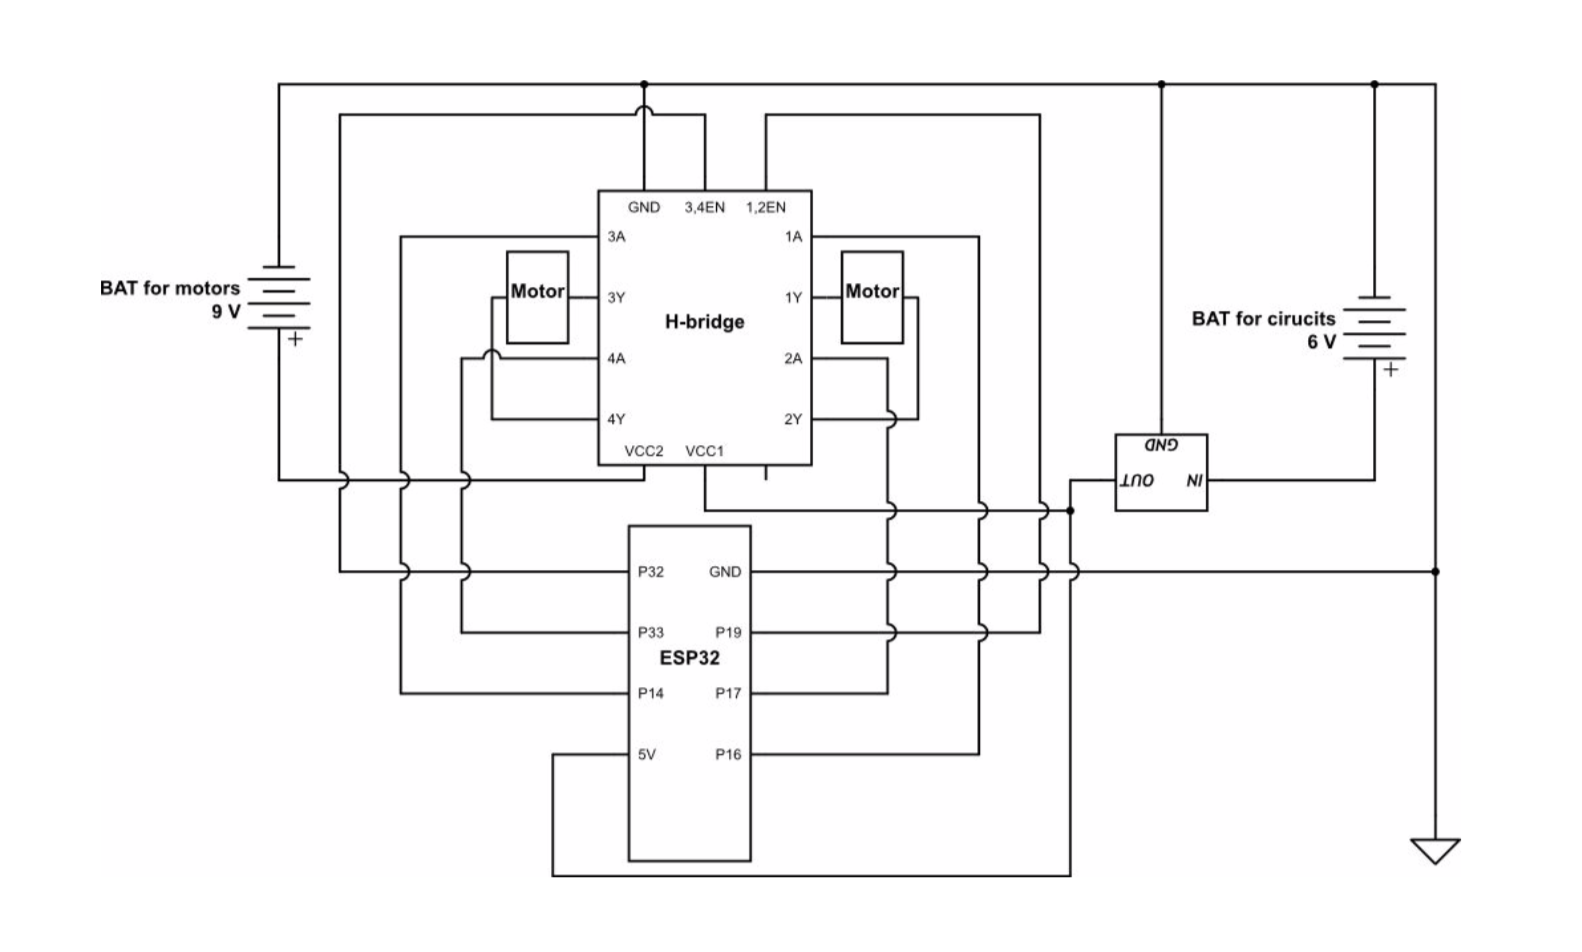 GND 3,4EN 1,2EN
3A 1A
Motor 3Y 1Y Motor
H-bridge
4A 2A
4Y 2Y
VCC2 VCC1
BAT for motors
9 V
+
BAT for cirucits
6 V
+
GND
OUT IN
P32 GND
P33 P19
ESP32
P14 P17
5V P16